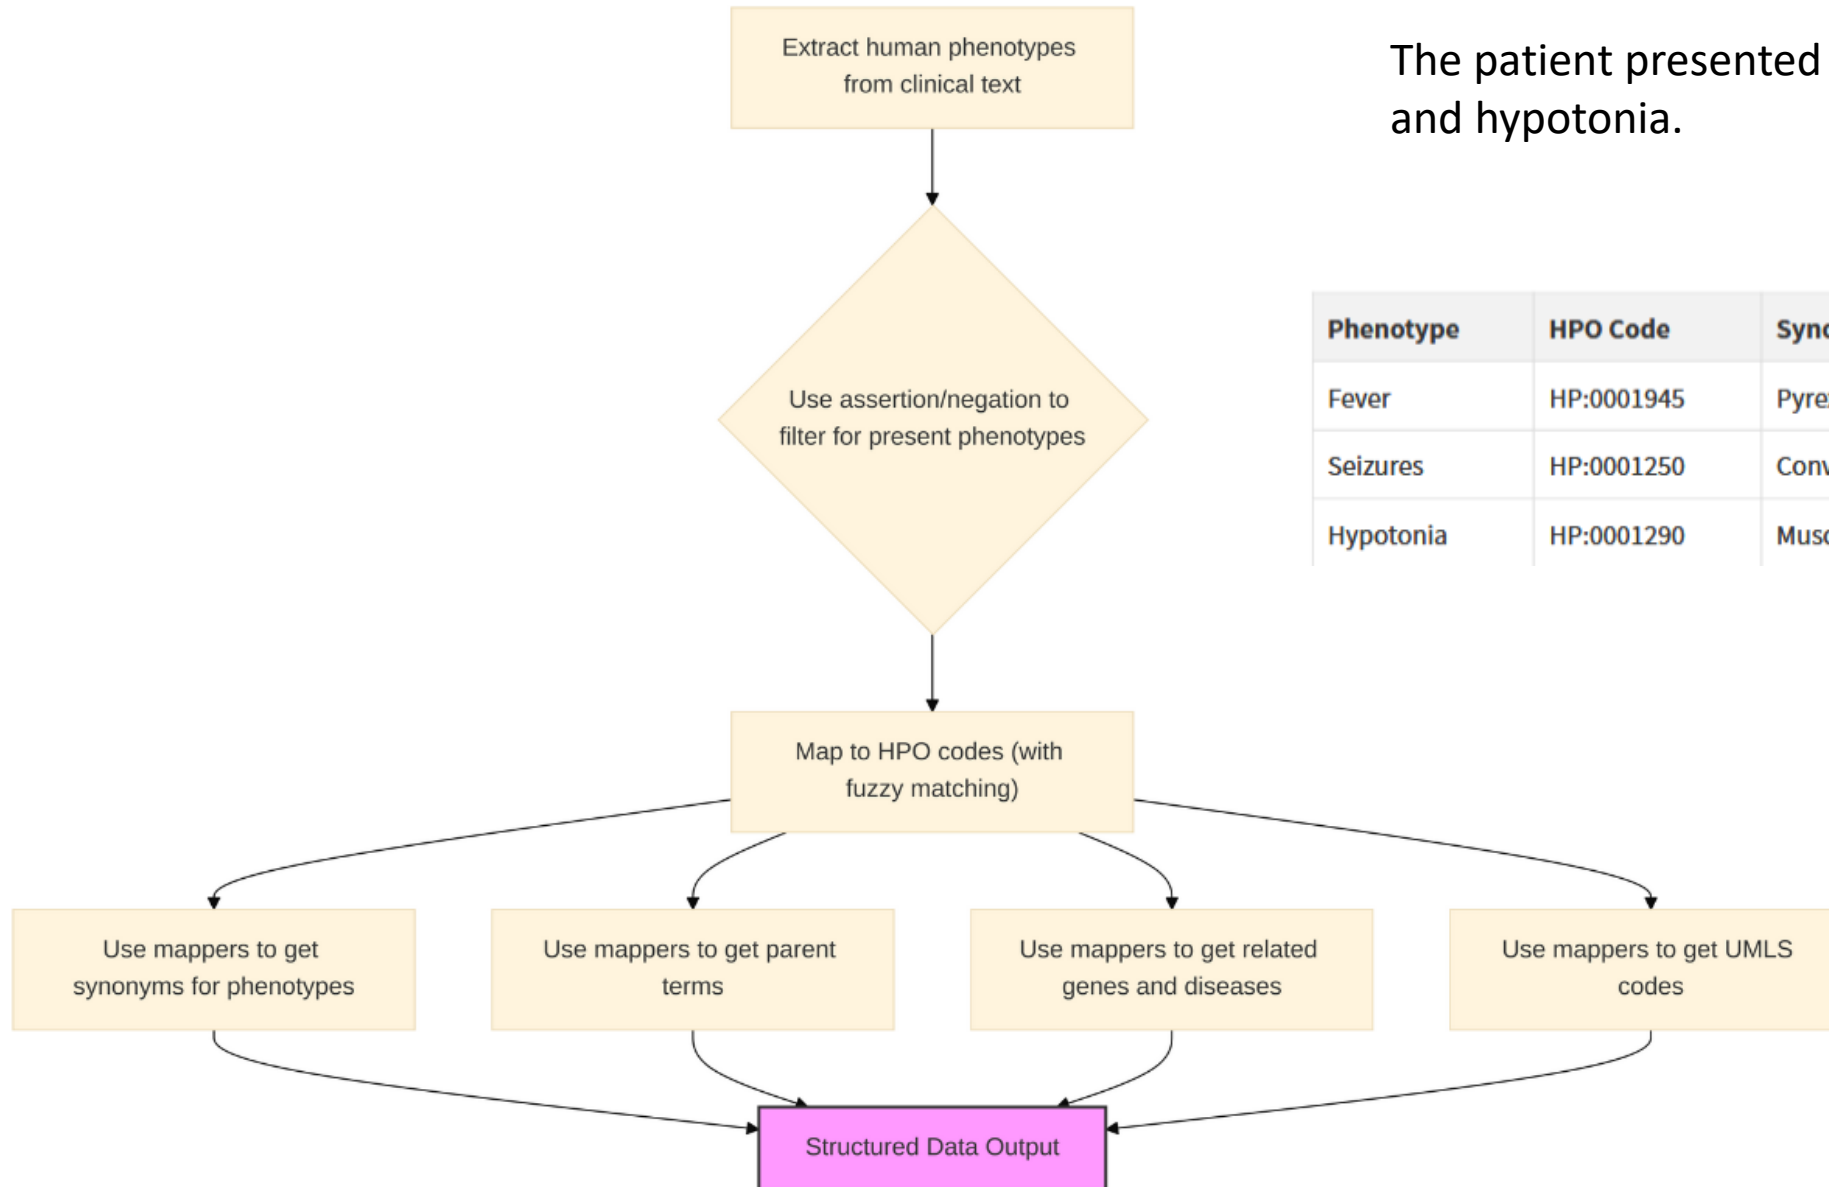 Extract human phenotypes
from clinical text
The patient presented
and hypotonia.
Use assertion/negation to
filter for present phenotypes
Phenotype HPO Code
Fever HP:0001945
Seizures HP:0001250
Hypotonia HP:0001290
Map to HPO codes (with
fuzzy matching)
Use mappers to get
synonyms for phenotypes
Use mappers to get parent
terms
Use mappers to get related
genes and diseases
Use mappers to get UMLS
codes
Structured Data Output